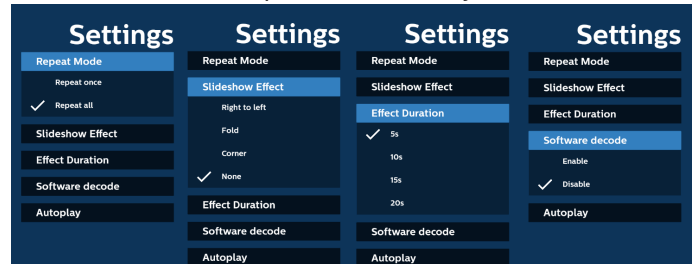 Settings
Repeat Mode
Repeat once
Repeat all
Slideshow Effect
Effect Duration
Software decode
Autoplay
Settings
Repeat Mode
Slideshow Effect
Right to left
Fold
Corner
None
Effect Duration
Software decode
Autoplay
Settings
Repeat Mode
Slideshow Effect
Effect Duration
5s
10s
15s
20s
Software decode
Autoplay
Settings
Repeat Mode
Slideshow Effect
Effect Duration
Software decode
Enable
Disable
Autoplay